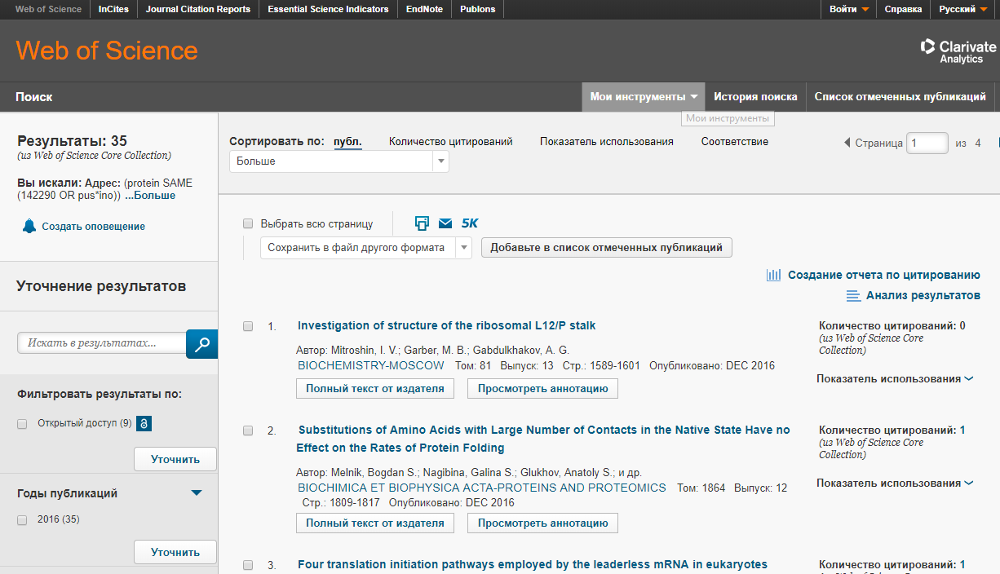 Web of Science InCites Journal Citation Reports Essential Science Indicators EndNote Publons Войти Справка Русский
Web of Science
Clarivate
Analytics
Поиск Мои инструменты История поиска Список отмеченных публикаций
Мои инструменты
Результаты: 35
(из Web of Science Core Collection)
Вы искали: Адрес: (protein SAME
(142290 OR pus*ino)) ...Больше
Создать оповещение
Сортировать по: публ. Количество цитирований Показатель использования Соответствие
Больше
Страница 1 из 4
Выбрать всю страницу 5K
Сохранить в файл другого формата Добавьте в список отмеченных публикаций
Создание отчета по цитированию
Анализ результатов
Уточнение результатов
Искать в результатах...
Фильтровать результаты по:
Открытый доступ (9)
Уточнить
Годы публикаций
2016 (35)
Уточнить
1. Investigation of structure of the ribosomal L12/P stalk
Автор: Mitroshin, I. V.; Garber, M. B.; Gabdulkhakov, A. G.
BIOCHEMISTRY-MOSCOW Том: 81 Выпуск: 13 Стр.: 1589-1601 Опубликовано: DEC 2016
Полный текст от издателя Просмотреть аннотацию
Количество цитирований: 0
(из Web of Science Core
Collection)
Показатель использования
2. Substitutions of Amino Acids with Large Number of Contacts in the Native State Have no
Effect on the Rates of Protein Folding
Автор: Melnik, Bogdan S.; Nagibina, Galina S.; Glukhov, Anatoly S.; и др.
BIOCHIMICA ET BIOPHYSICA ACTA-PROTEINS AND PROTEOMICS Том: 1864 Выпуск: 12
Стр.: 1809-1817 Опубликовано: DEC 2016
Полный текст от издателя Просмотреть аннотацию
Количество цитирований: 1
(из Web of Science Core
Collection)
Показатель использования
3. Four translation initiation pathways employed by the leaderless mRNA in eukaryotes
Количество цитирований: 1